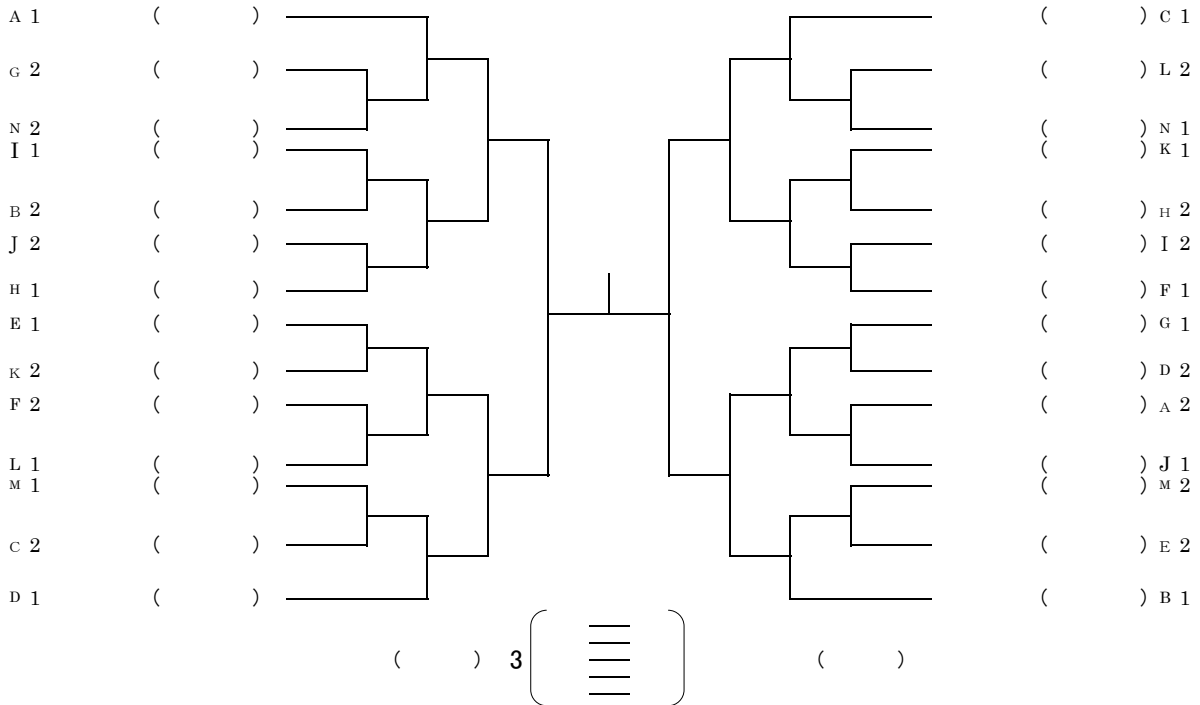 A 1 ( ) ( ) C 1
G 2 ( ) ( ) L 2
N 2 ( ) ( ) N 1
I 1 ( ) ( ) K 1
B 2 ( ) ( ) H 2
J 2 ( ) ( ) I 2
H 1 ( ) ( ) F 1
E 1 ( ) ( ) G 1
K 2 ( ) ( ) D 2
F 2 ( ) ( ) A 2
L 1 ( ) ( ) J 1
M 1 ( ) ( ) M 2
C 2 ( ) ( ) E 2
D 1 ( ) ( ) B 1
( ) 3 ( )